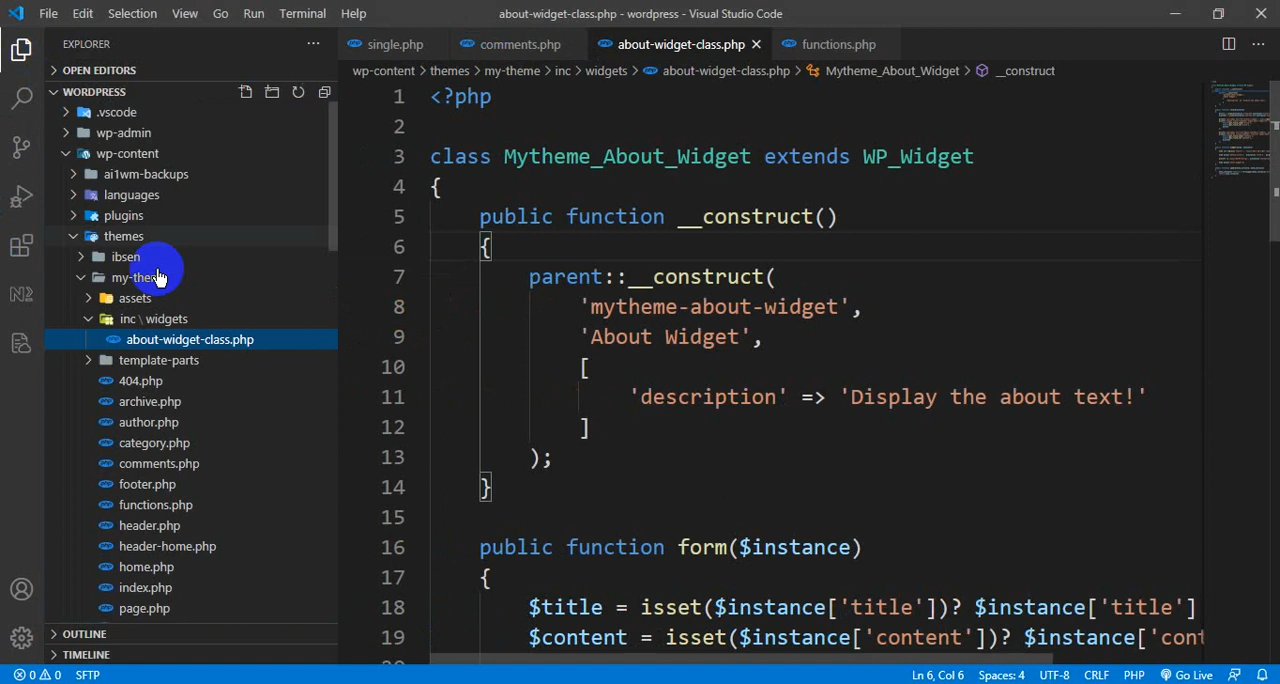 File Edit Selection View Go Run Terminal Help
about-widget-class.php - wordpress - Visual Studio Code
EXPLORER
OPEN EDITORS
WORDPRESS
.vscode
wp-admin
wp-content
ai1wm-backups
languages
plugins
themes
ibsen
assets
inc \ widgets
about-widget-class.php
template-parts
404.php
archive.php
author.php
category.php
comments.php
footer.php
functions.php
header.php
header-home.php
home.php
index.php
page.php
OUTLINE
TIMELINE
single.php comments.php about-widget-class.php functions.php
wp-content > themes > my-theme > inc > widgets > about-widget-class.php > Mytheme_About_Widget > __construct
1 <?php
2
3 class Mytheme_About_Widget extends WP_Widget
4 {
5 public function __construct()
6 {
7 parent::__construct(
8 'mytheme-about-widget',
9 'About Widget',
10 [
11 'description' => 'Display the about text!'
12 ]
13 );
14 }
15
16 public function form($instance)
17 {
18 $title = isset($instance['title'])? $instance['title']
19 $content = isset($instance['content'])? $instance['cont
0 0 SFTP
Ln 6, Col 6 Spaces: 4 UTF-8 CRLF PHP Go Live